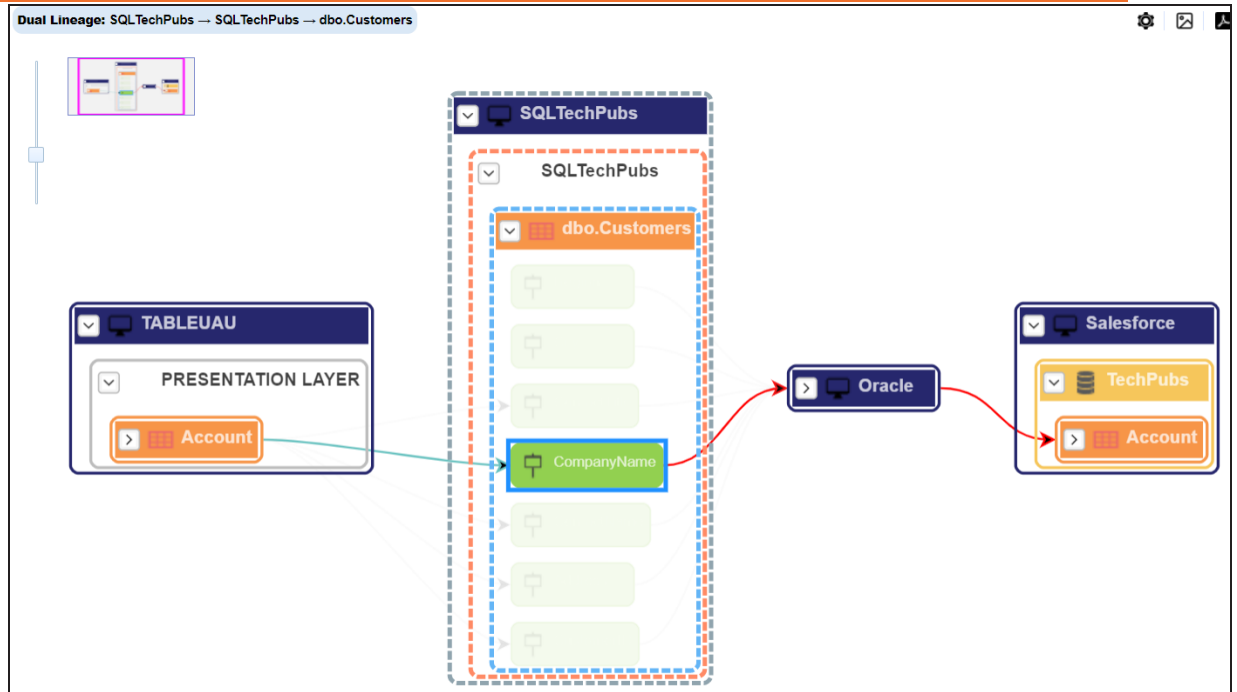 Dual Lineage: SQLTechPubs → SQLTechPubs → dbo.Customers
SQLTechPubs
SQLTechPubs
dbo.Customers
TABLEUAU
PRESENTATION LAYER
Account
CompanyName
Oracle
Salesforce
TechPubs
Account